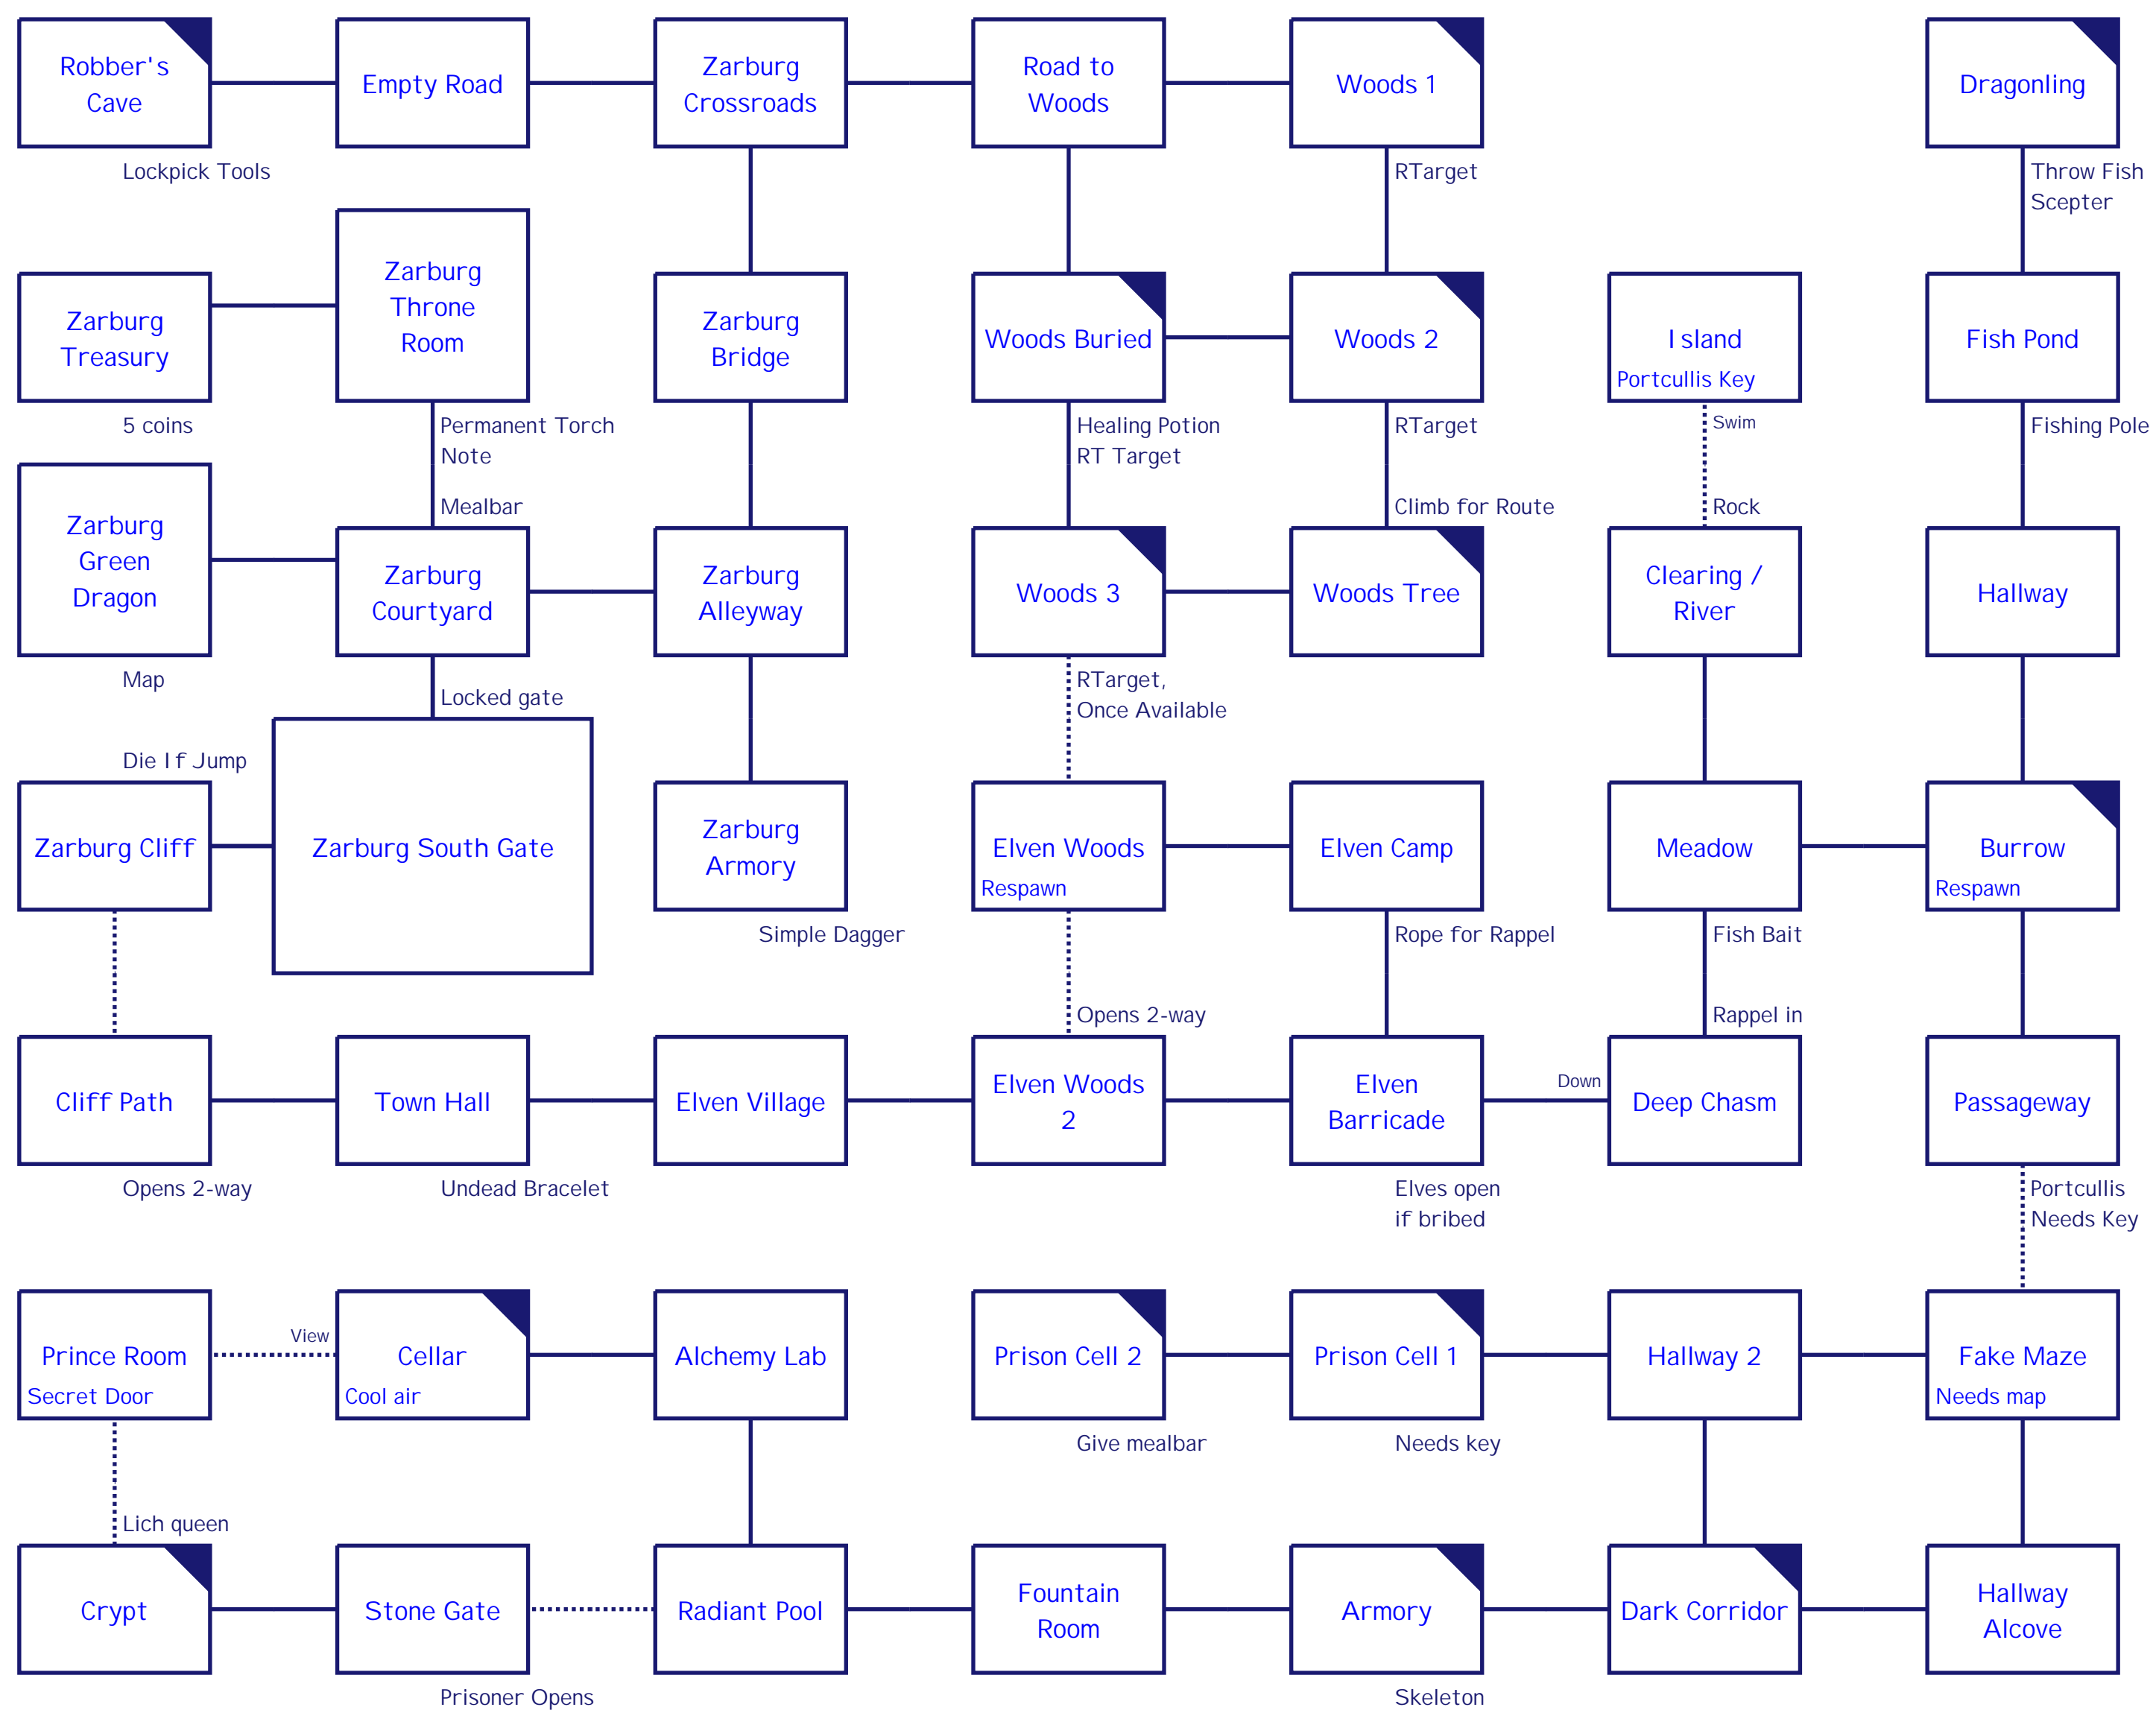 Robber's
Cave
Empty Road
Zarburg
Crossroads
Road to
Woods
Woods 1
Dragonling
Lockpick Tools
RTarget
Throw Fish
Scepter
Zarburg
Treasury
Zarburg
Throne
Room
Zarburg
Bridge
Woods Buried
Woods 2
Island
Portcullis Key
Fish Pond
5 coins
Permanent Torch
Note
Healing Potion
RT Target
RTarget
Swim
Fishing Pole
Mealbar
Climb for Route
Rock
Zarburg
Green
Dragon
Zarburg
Courtyard
Zarburg
Alleyway
Woods 3
Woods Tree
Clearing /
River
Hallway
Map
Locked gate
RTarget,
Once Available
Die If Jump
Zarburg Cliff
Zarburg South Gate
Zarburg
Armory
Elven Woods
Respawn
Elven Camp
Meadow
Burrow
Respawn
Simple Dagger
Rope for Rappel
Fish Bait
Opens 2-way
Rappel in
Cliff Path
Town Hall
Elven Village
Elven Woods
2
Elven
Barricade
Down
Deep Chasm
Passageway
Opens 2-way
Undead Bracelet
Elves open
if bribed
Portcullis
Needs Key
Prince Room
Secret Door
View
Cellar
Cool air
Alchemy Lab
Prison Cell 2
Prison Cell 1
Hallway 2
Fake Maze
Needs map
Give mealbar
Needs key
Lich queen
Crypt
Stone Gate
Radiant Pool
Fountain
Room
Armory
Dark Corridor
Hallway
Alcove
Prisoner Opens
Skeleton